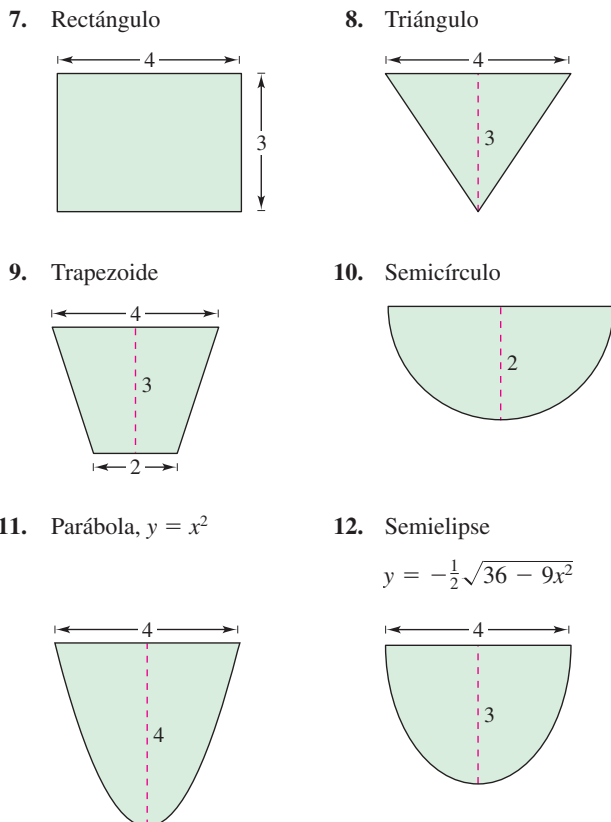 7. Rectángulo
4
3
8. Triángulo
4
3
9. Trapezoide
4
3
2
10. Semicírculo
2
11. Parábola, y = x²
4
4
12. Semielipse
y = −½√36 − 9x²
4
3